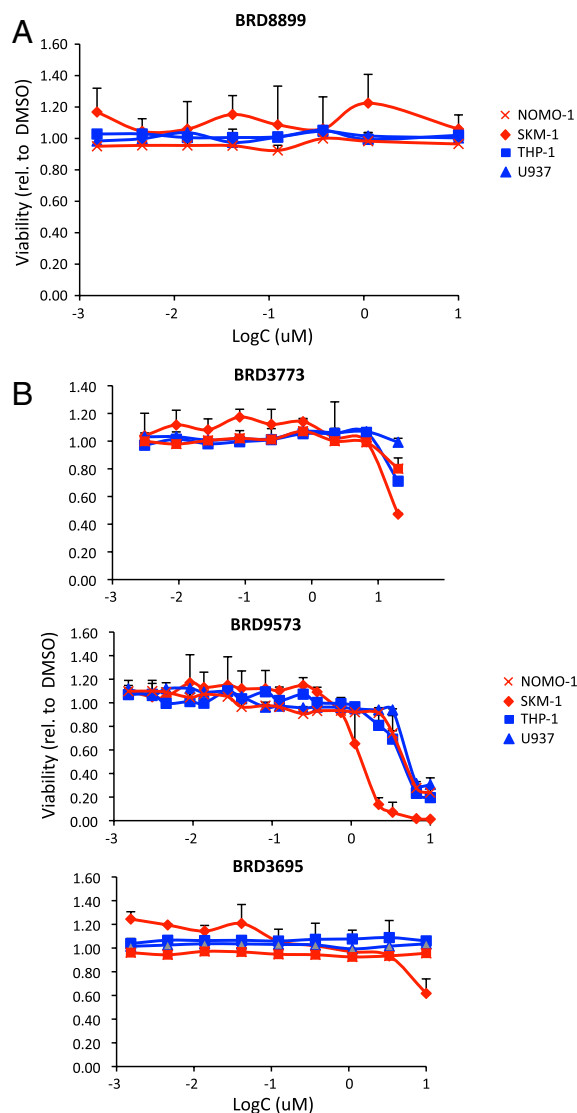 A
BRD8899
1.60
1.40
1.20
1.00
0.80
0.60
0.40
0.20
0.00
-3 -2 -1 0 1
Viability (rel. to DMSO)
LogC (uM)
NOMO-1
SKM-1
THP-1
U937
B
BRD3773
1.40
1.20
1.00
0.80
0.60
0.40
0.20
0.00
-3 -2 -1 0 1
BRD9573
1.60
1.40
1.20
1.00
0.80
0.60
0.40
0.20
0.00
-3 -2 -1 0 1
Viability (rel. to DMSO)
NOMO-1
SKM-1
THP-1
U937
BRD3695
1.60
1.40
1.20
1.00
0.80
0.60
0.40
0.20
0.00
-3 -2 -1 0 1
LogC (uM)